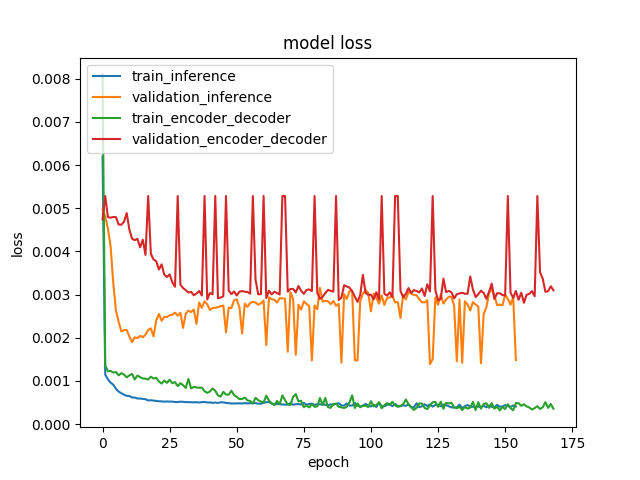 model loss
train_inference
validation_inference
train_encoder_decoder
validation_encoder_decoder
0.008
0.007
0.006
0.005
0.004
0.003
0.002
0.001
0.000
loss
0 25 50 75 100 125 150 175
epoch